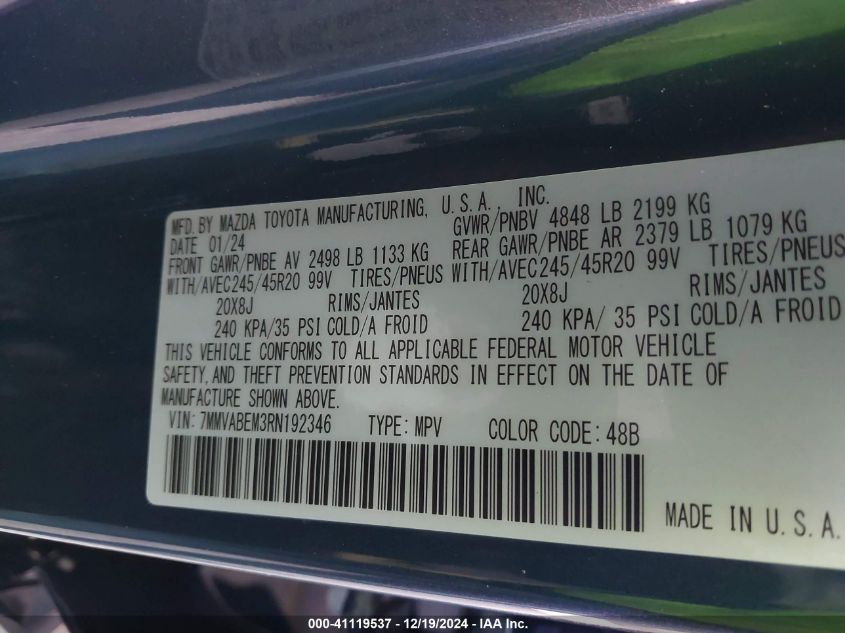 MFD. BY MAZDA TOYOTA MANUFACTURING, U.S.A., INC.
DATE 01/24 GVWR/PNBV 4848 LB 2199 KG
FRONT GAWR/PNBE AV 2498 LB 1133 KG REAR GAWR/PNBE AR 2379 LB 1079 KG
WITH/AVEC245/45R20 99V TIRES/PNEUS WITH/AVEC245/45R20 99V TIRES/PNEUS
20X8J RIMS/JANTES 20X8J RIMS/JANTES
240 KPA/35 PSI COLD/A FROID 240 KPA/ 35 PSI COLD/A FROID
THIS VEHICLE CONFORMS TO ALL APPLICABLE FEDERAL MOTOR VEHICLE
SAFETY, AND THEFT PREVENTION STANDARDS IN EFFECT ON THE DATE OF
MANUFACTURE SHOWN ABOVE.
VIN: 7MMVABEM3RN192346 TYPE: MPV COLOR CODE: 48B
MADE IN U.S.A.
000-41119537 - 12/19/2024 - IAA Inc.